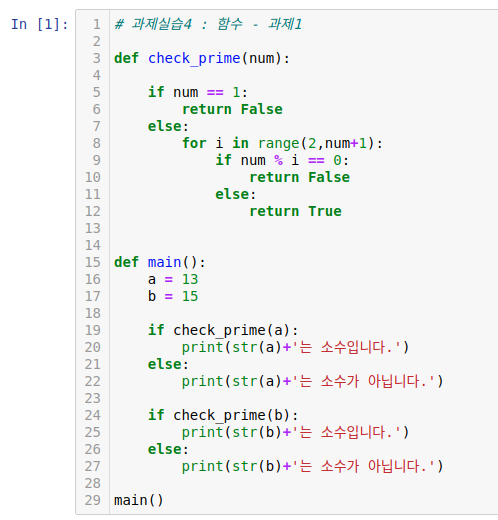 In [1]:
1 # 과제실습4 : 함수 - 과제1
2
3 def check_prime(num):
4
5     if num == 1:
6         return False
7     else:
8         for i in range(2,num+1):
9             if num % i == 0:
10                 return False
11             else:
12                 return True
13
14
15 def main():
16     a = 13
17     b = 15
18
19     if check_prime(a):
20         print(str(a)+'는 소수입니다.')
21     else:
22         print(str(a)+'는 소수가 아닙니다.')
23
24     if check_prime(b):
25         print(str(b)+'는 소수입니다.')
26     else:
27         print(str(b)+'는 소수가 아닙니다.')
28
29 main()